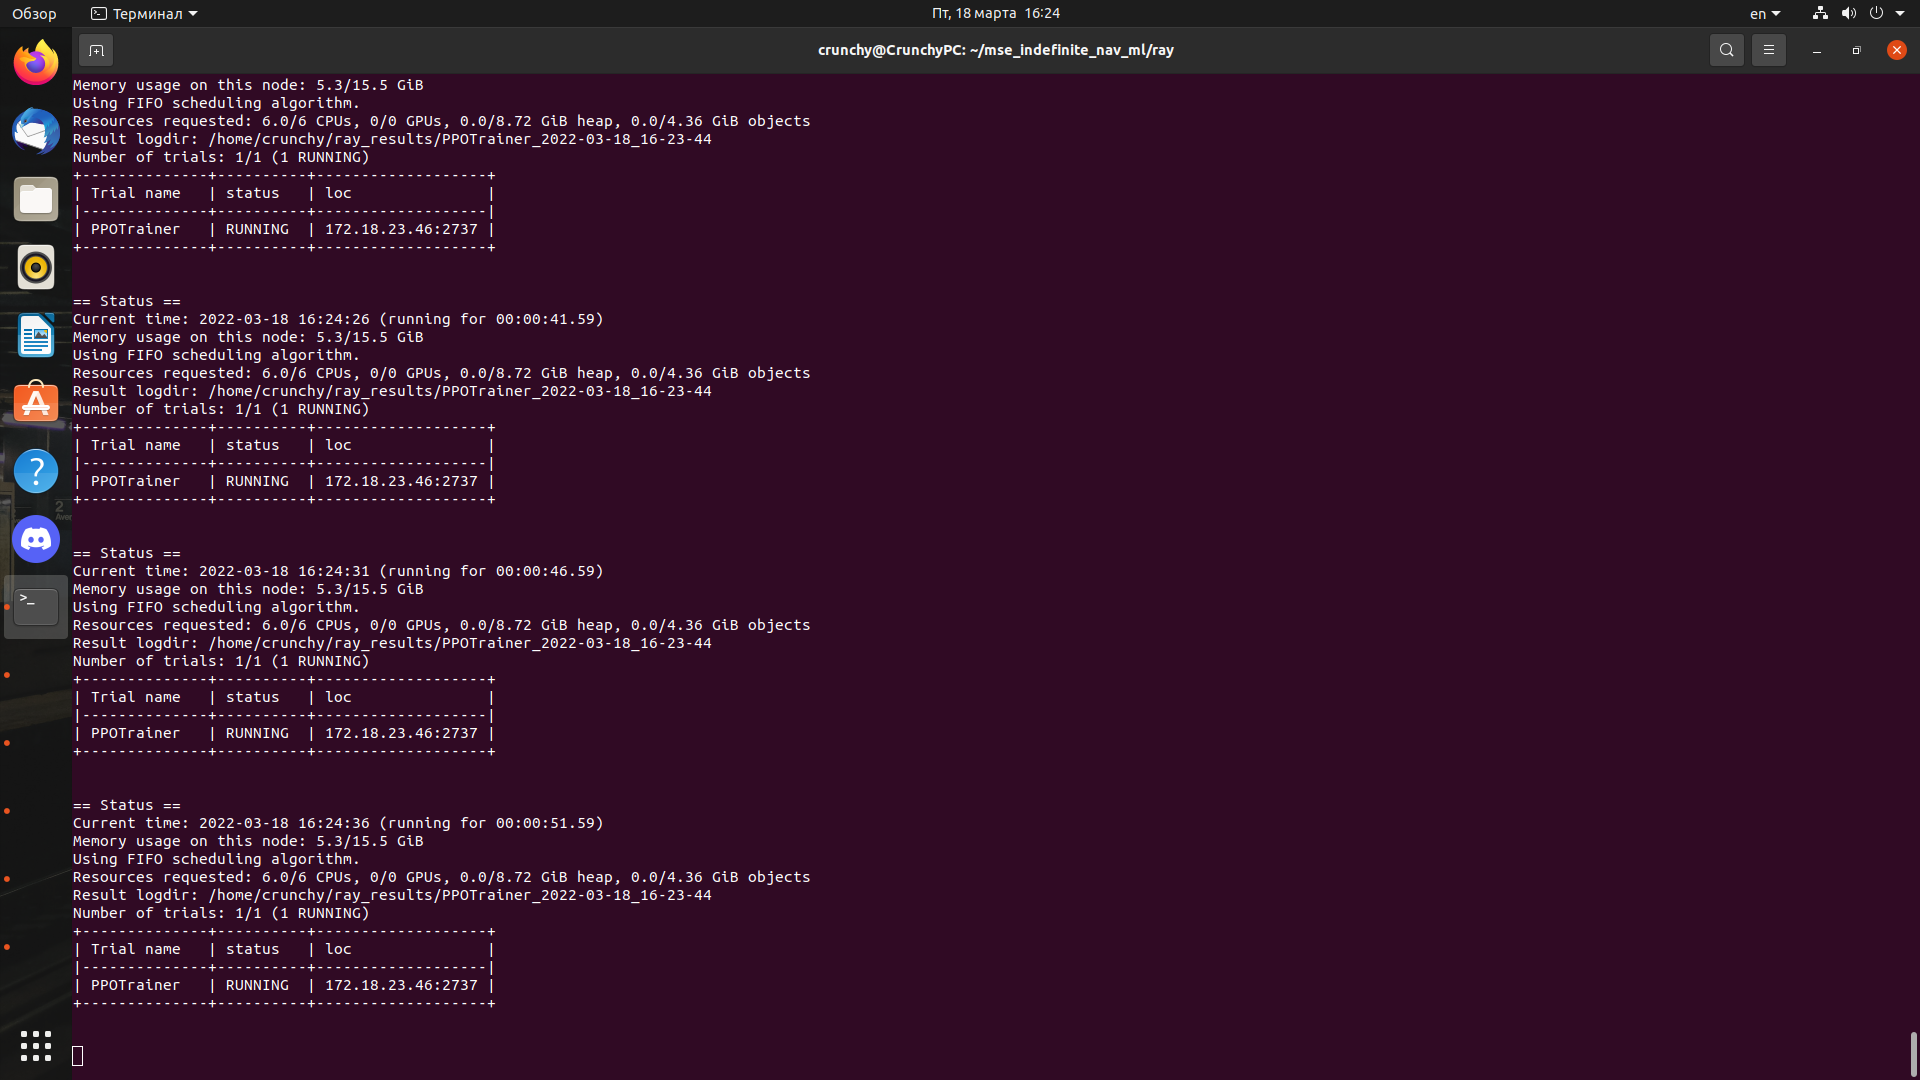 Обзор
Терминал
Пт, 18 марта 16:24
en
crunchy@CrunchyPC: ~/mse_indefinite_nav_ml/ray
Memory usage on this node: 5.3/15.5 GiB
Using FIFO scheduling algorithm.
Resources requested: 6.0/6 CPUs, 0/0 GPUs, 0.0/8.72 GiB heap, 0.0/4.36 GiB objects
Result logdir: /home/crunchy/ray_results/PPOTrainer_2022-03-18_16-23-44
Number of trials: 1/1 (1 RUNNING)
+--------------+----------+-------------------+
| Trial name   | status   | loc               |
|--------------+----------+-------------------|
| PPOTrainer   | RUNNING  | 172.18.23.46:2737 |
+--------------+----------+-------------------+
== Status ==
Current time: 2022-03-18 16:24:26 (running for 00:00:41.59)
Memory usage on this node: 5.3/15.5 GiB
Using FIFO scheduling algorithm.
Resources requested: 6.0/6 CPUs, 0/0 GPUs, 0.0/8.72 GiB heap, 0.0/4.36 GiB objects
Result logdir: /home/crunchy/ray_results/PPOTrainer_2022-03-18_16-23-44
Number of trials: 1/1 (1 RUNNING)
+--------------+----------+-------------------+
| Trial name   | status   | loc               |
|--------------+----------+-------------------|
| PPOTrainer   | RUNNING  | 172.18.23.46:2737 |
+--------------+----------+-------------------+
== Status ==
Current time: 2022-03-18 16:24:31 (running for 00:00:46.59)
Memory usage on this node: 5.3/15.5 GiB
Using FIFO scheduling algorithm.
Resources requested: 6.0/6 CPUs, 0/0 GPUs, 0.0/8.72 GiB heap, 0.0/4.36 GiB objects
Result logdir: /home/crunchy/ray_results/PPOTrainer_2022-03-18_16-23-44
Number of trials: 1/1 (1 RUNNING)
+--------------+----------+-------------------+
| Trial name   | status   | loc               |
|--------------+----------+-------------------|
| PPOTrainer   | RUNNING  | 172.18.23.46:2737 |
+--------------+----------+-------------------+
== Status ==
Current time: 2022-03-18 16:24:36 (running for 00:00:51.59)
Memory usage on this node: 5.3/15.5 GiB
Using FIFO scheduling algorithm.
Resources requested: 6.0/6 CPUs, 0/0 GPUs, 0.0/8.72 GiB heap, 0.0/4.36 GiB objects
Result logdir: /home/crunchy/ray_results/PPOTrainer_2022-03-18_16-23-44
Number of trials: 1/1 (1 RUNNING)
+--------------+----------+-------------------+
| Trial name   | status   | loc               |
|--------------+----------+-------------------|
| PPOTrainer   | RUNNING  | 172.18.23.46:2737 |
+--------------+----------+-------------------+